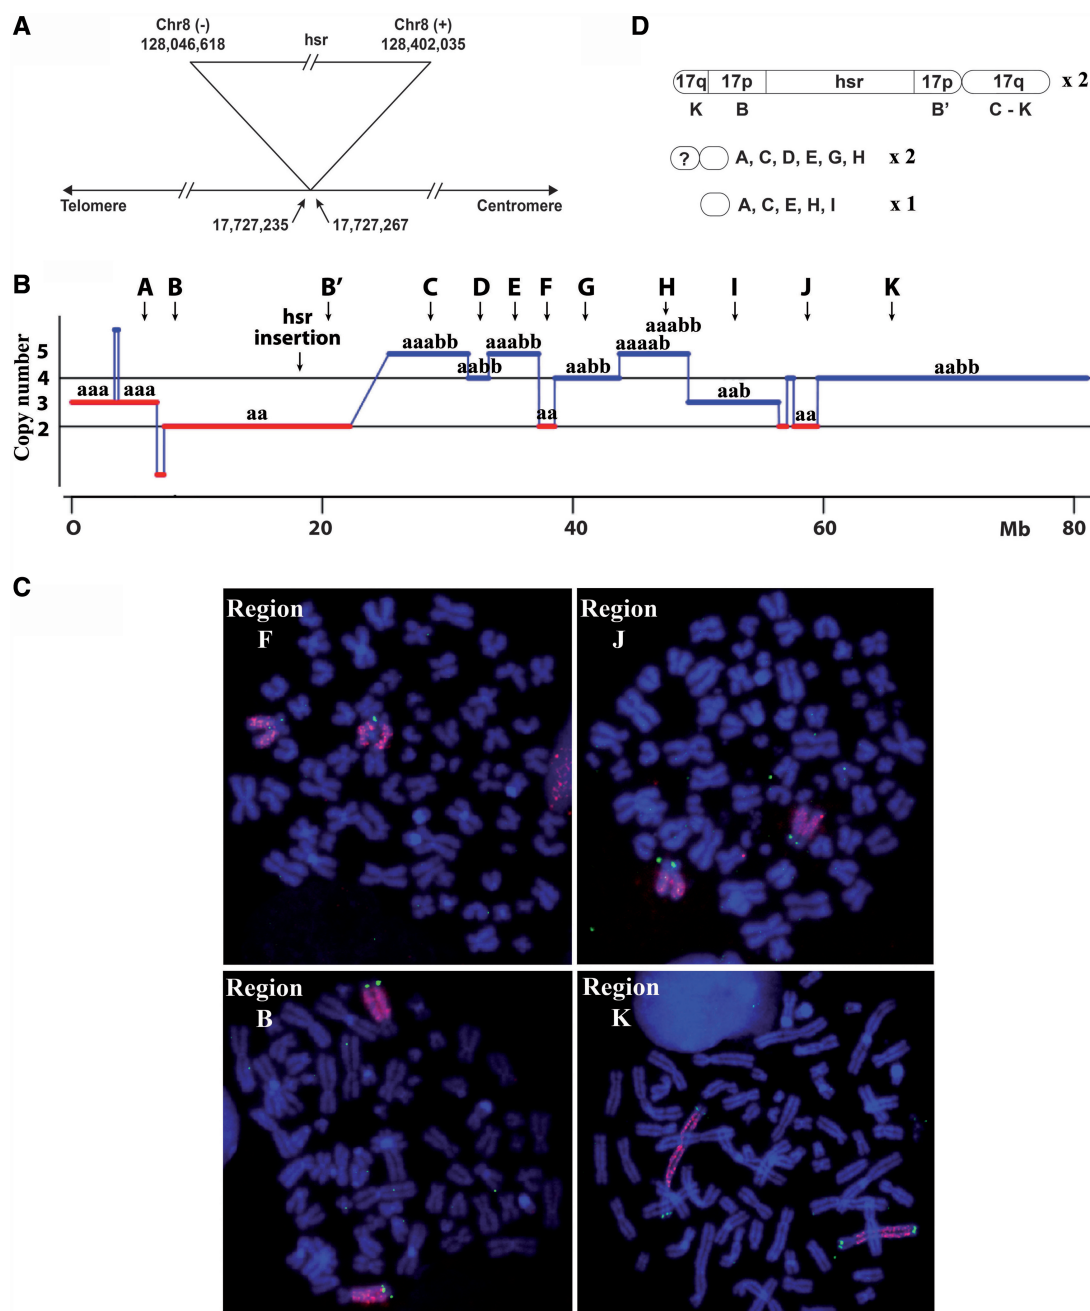 A
Chr8 (-)
128,046,618
hsr
Chr8 (+)
128,402,035
Telomere
Centromere
17,727,235
17,727,267
D
17q 17p hsr 17p 17q x 2
K B B’ C - K
? A, C, D, E, G, H x 2
A, C, E, H, I x 1
B
A B B’ C D E F G H I J K
hsr
insertion
Copy number
5
4
3
2
aaa aaa
aa
aaabb
aabb
aaabb
aa
aabb
aaabb
aaaab
aab
aa
aabb
O 20 40 60 Mb 80
C
Region
F
Region
J
Region
B
Region
K